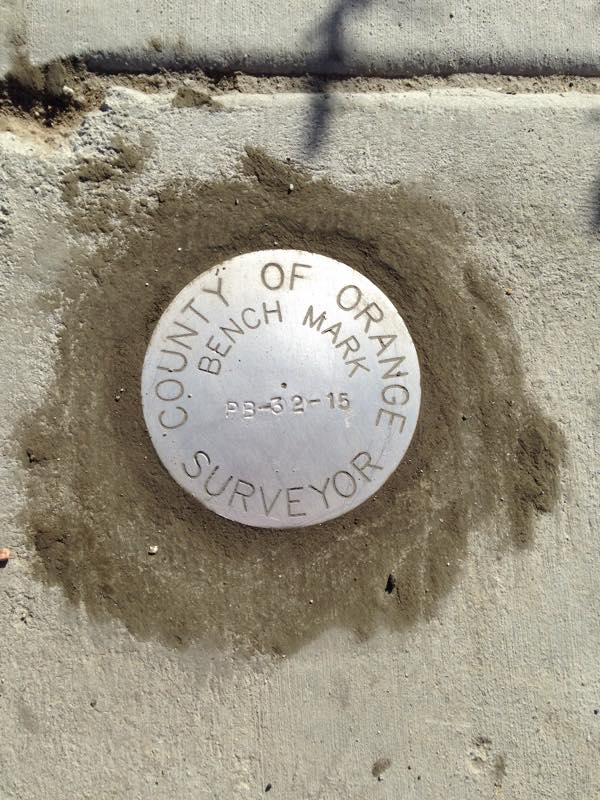 COUNTY OF ORANGE
BENCH MARK
PB-32-15
SURVEYOR